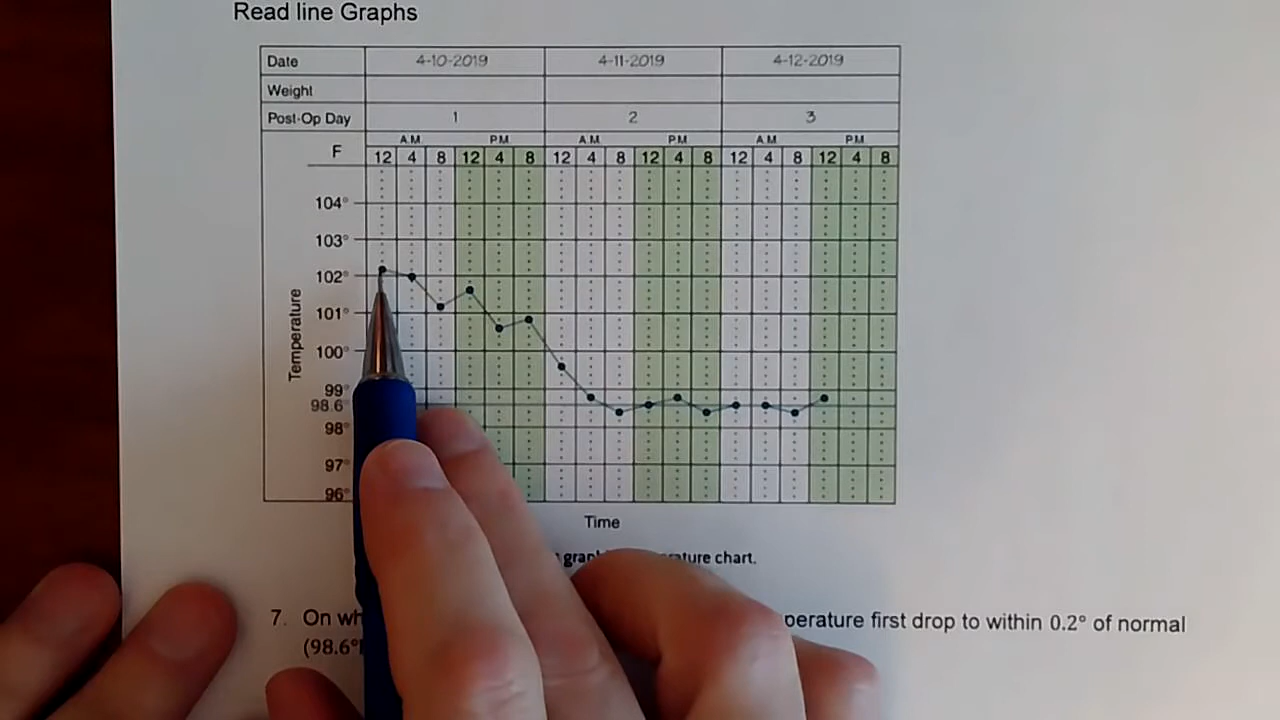 Read line Graphs
Date 4-10-2019 4-11-2019 4-12-2019
Weight
Post-Op Day 1 2 3
A.M. P.M. A.M. P.M. A.M. P.M.
F 12 4 8 12 4 8 12 4 8 12 4 8 12 4 8 12 4 8
104°
103°
102°
101°
100°
99°
98.6°
98°
97°
96°
Temperature
Time
chart.
7. On perature first drop to within 0.2° of normal
(98.6°